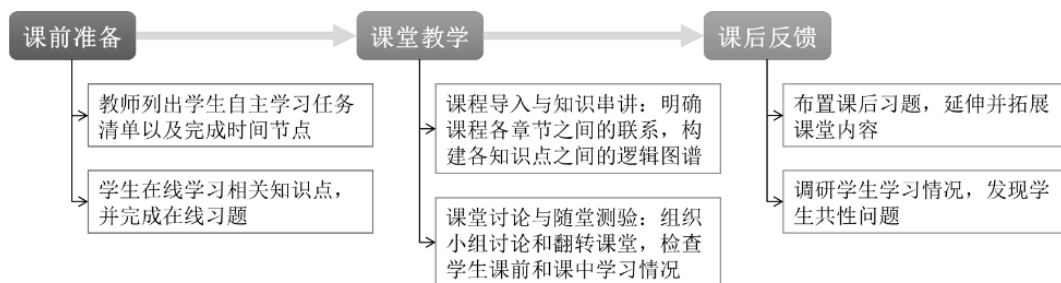 课前准备
课堂教学
课后反馈
教师列出学生自主学习任务
清单以及完成时间节点
学生在线学习相关知识点，
并完成在线习题
课程导入与知识串讲：明确
课程各章节之间的联系，构
建各知识点之间的逻辑图谱
课堂讨论与随堂测验：组织
小组讨论和翻转课堂，检查
学生课前和课中学习情况
布置课后习题，延伸并拓展
课堂内容
调研学生学习情况，发现学
生共性问题